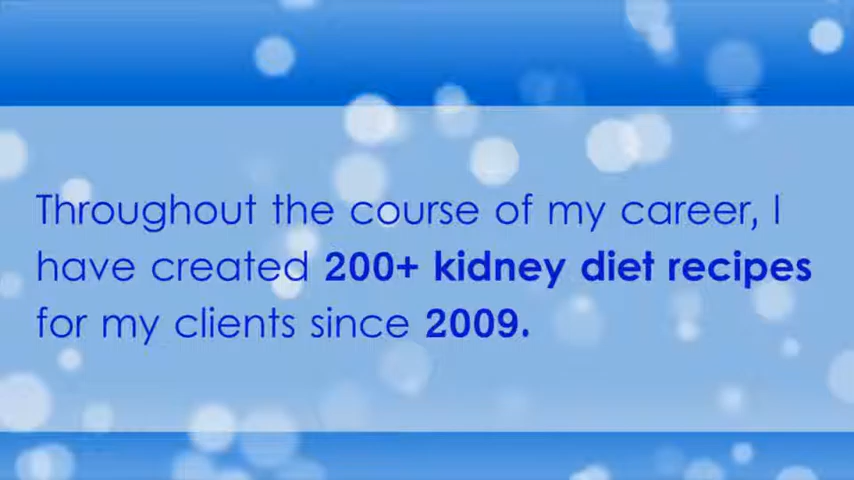 Throughout the course of my career, I
have created 200+ kidney diet recipes
for my clients since 2009.